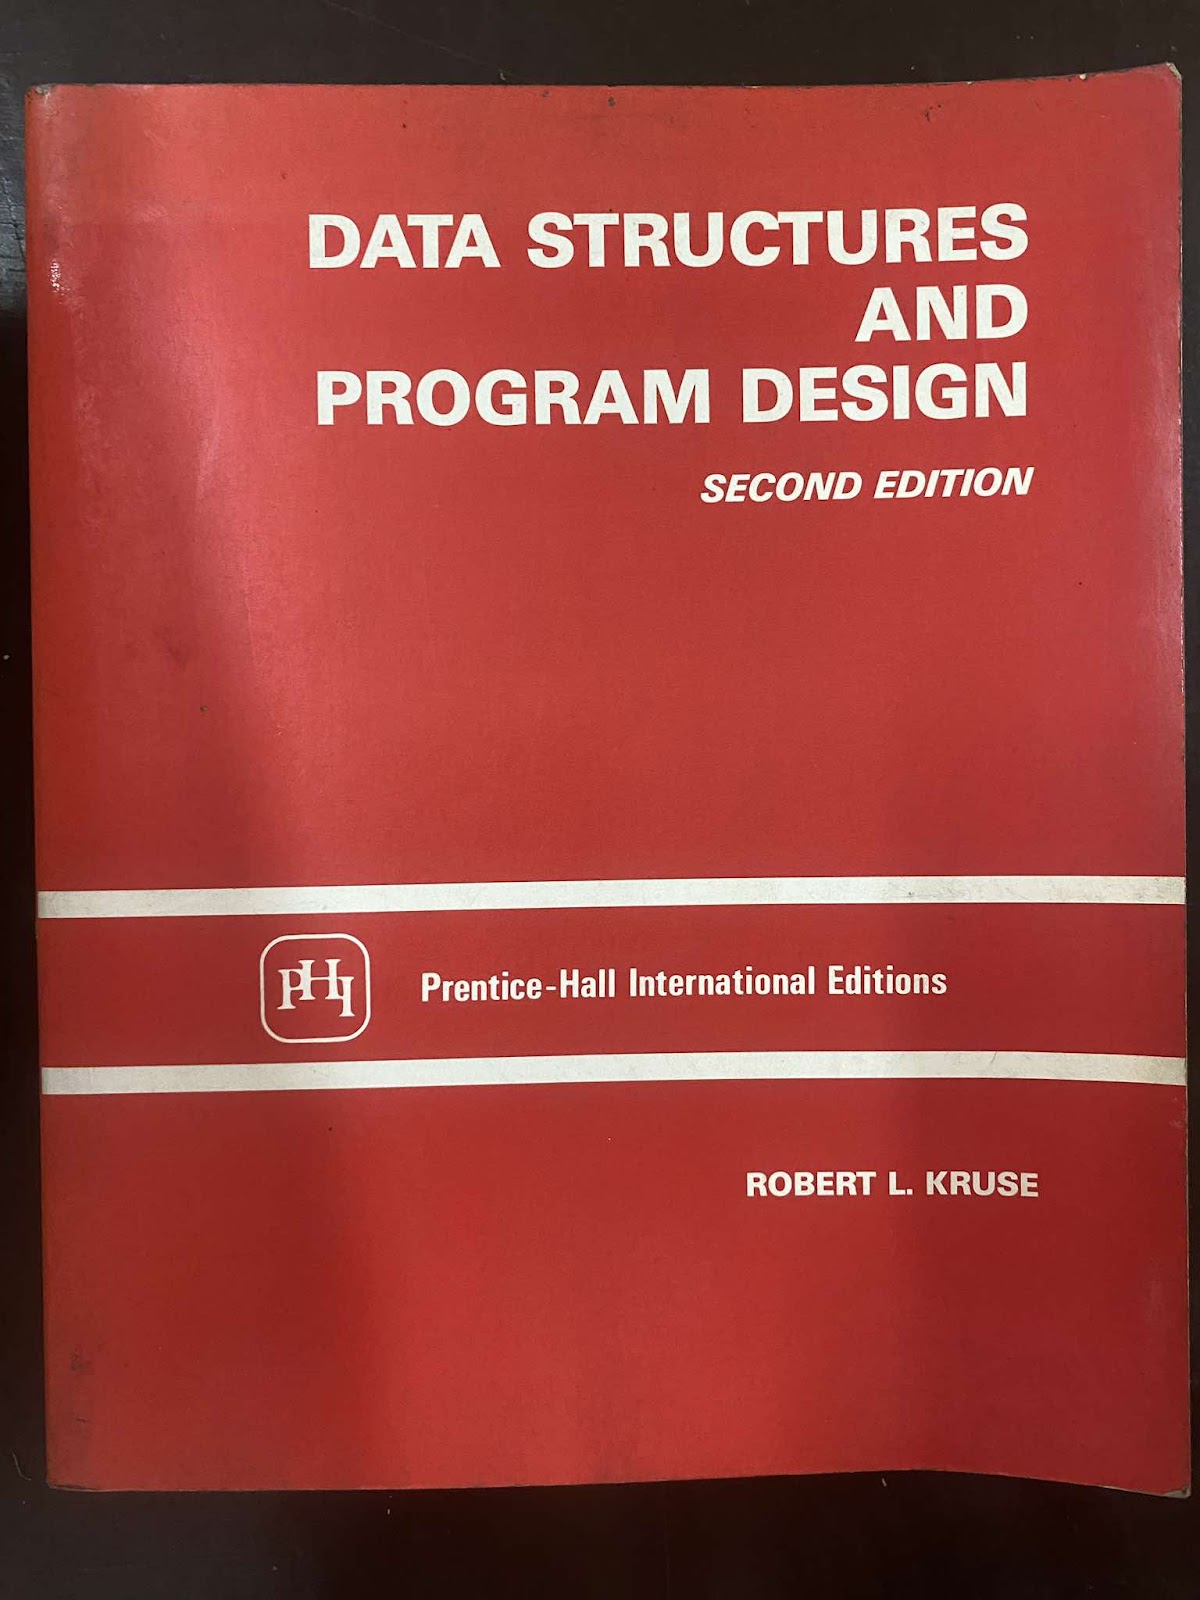 DATA STRUCTURES
AND
PROGRAM DESIGN
SECOND EDITION
PHI
Prentice-Hall International Editions
ROBERT L. KRUSE